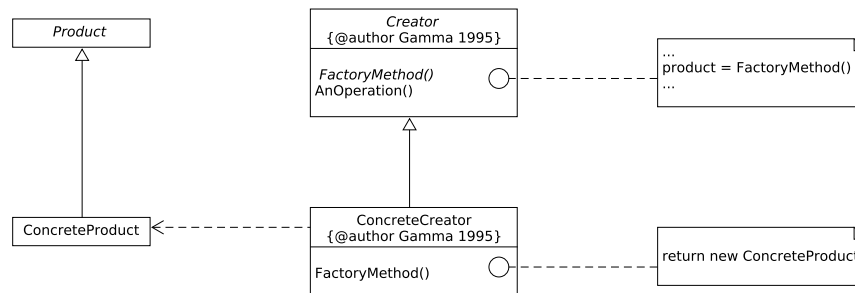 Product
Creator
{@author Gamma 1995}
FactoryMethod()
AnOperation()
...
product = FactoryMethod()
...
ConcreteProduct
ConcreteCreator
{@author Gamma 1995}
FactoryMethod()
return new ConcreteProduct